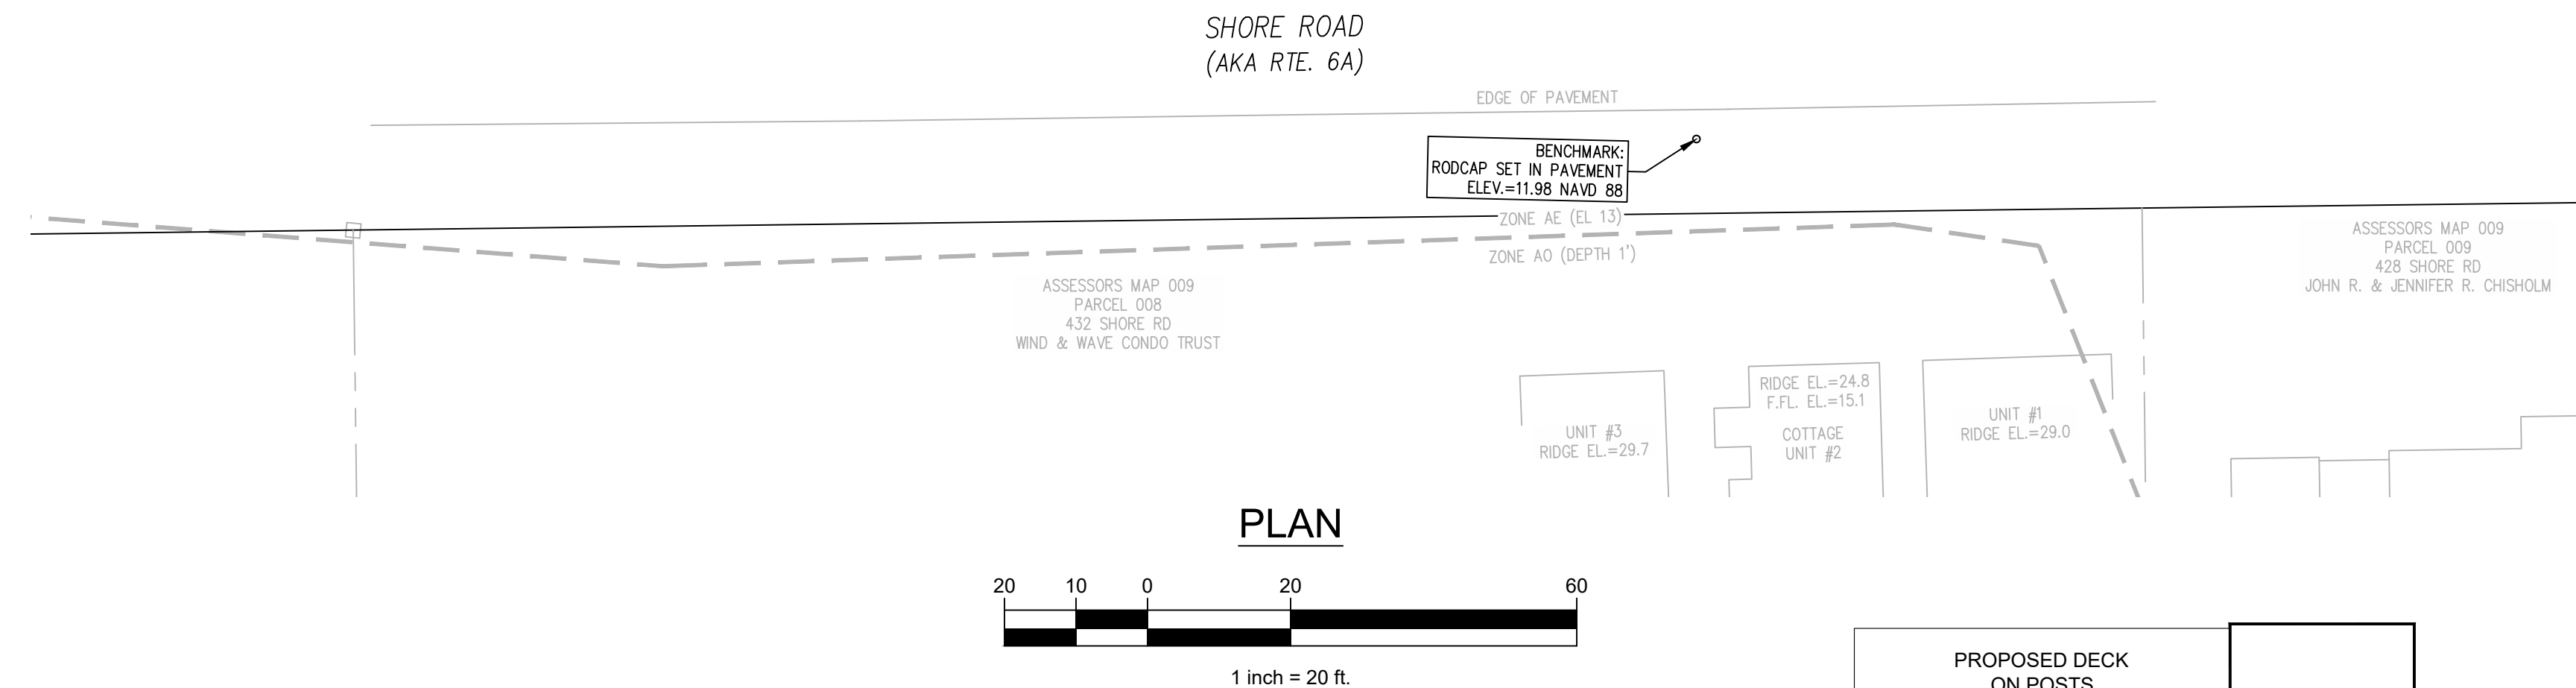 SHORE ROAD
(AKA RTE. 6A)
EDGE OF PAVEMENT
BENCHMARK:
RODCAP SET IN PAVEMENT
ELEV.=11.98 NAVD 88
ZONE AE (EL 13)
ZONE AO (DEPTH 1')
ASSESSORS MAP 009
PARCEL 009
428 SHORE RD
JOHN R. & JENNIFER R. CHISHOLM
ASSESSORS MAP 009
PARCEL 008
432 SHORE RD
WIND & WAVE CONDO TRUST
UNIT #3
RIDGE EL.=29.7
RIDGE EL.=24.8
F.FL. EL.=15.1
COTTAGE
UNIT #2
UNIT #1
RIDGE EL.=29.0
PLAN
20 10 0 20 60
1 inch = 20 ft.
PROPOSED DECK
ON POSTS